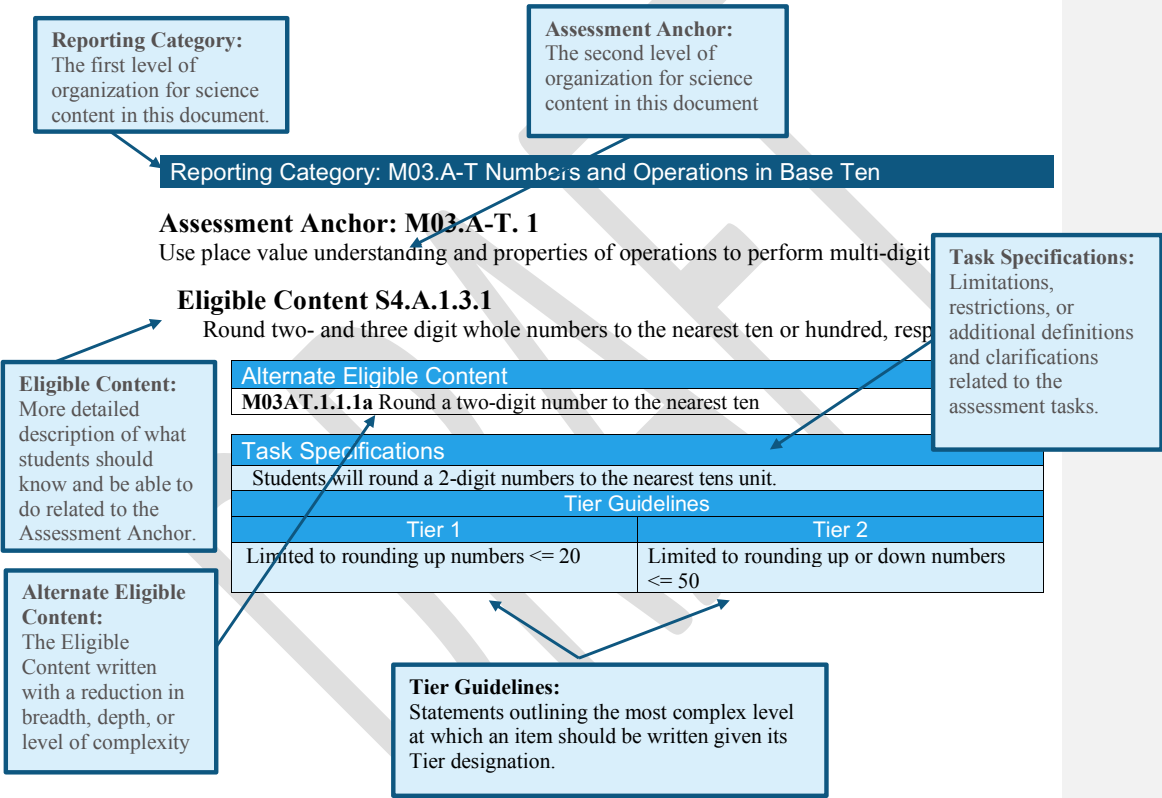 Reporting Category:
The first level of
organization for science
content in this document.
Assessment Anchor:
The second level of
organization for science
content in this document
Reporting Category: M03.A-T Numbers and Operations in Base Ten
Assessment Anchor: M03.A-T. 1
Use place value understanding and properties of operations to perform multi-digit
Task Specifications:
Limitations,
restrictions, or
additional definitions
and clarifications
related to the
assessment tasks.
Eligible Content S4.A.1.3.1
Round two- and three digit whole numbers to the nearest ten or hundred, resp
Eligible Content:
More detailed
description of what
students should
know and be able to
do related to the
Assessment Anchor.
Alternate Eligible Content
M03AT.1.1.1a Round a two-digit number to the nearest ten
Task Specifications
Students will round a 2-digit numbers to the nearest tens unit.
Tier Guidelines
Tier 1
Tier 2
Limited to rounding up numbers <= 20
Limited to rounding up or down numbers
<= 50
Alternate Eligible
Content:
The Eligible
Content written
with a reduction in
breadth, depth, or
level of complexity
Tier Guidelines:
Statements outlining the most complex level
at which an item should be written given its
Tier designation.
DRAFT